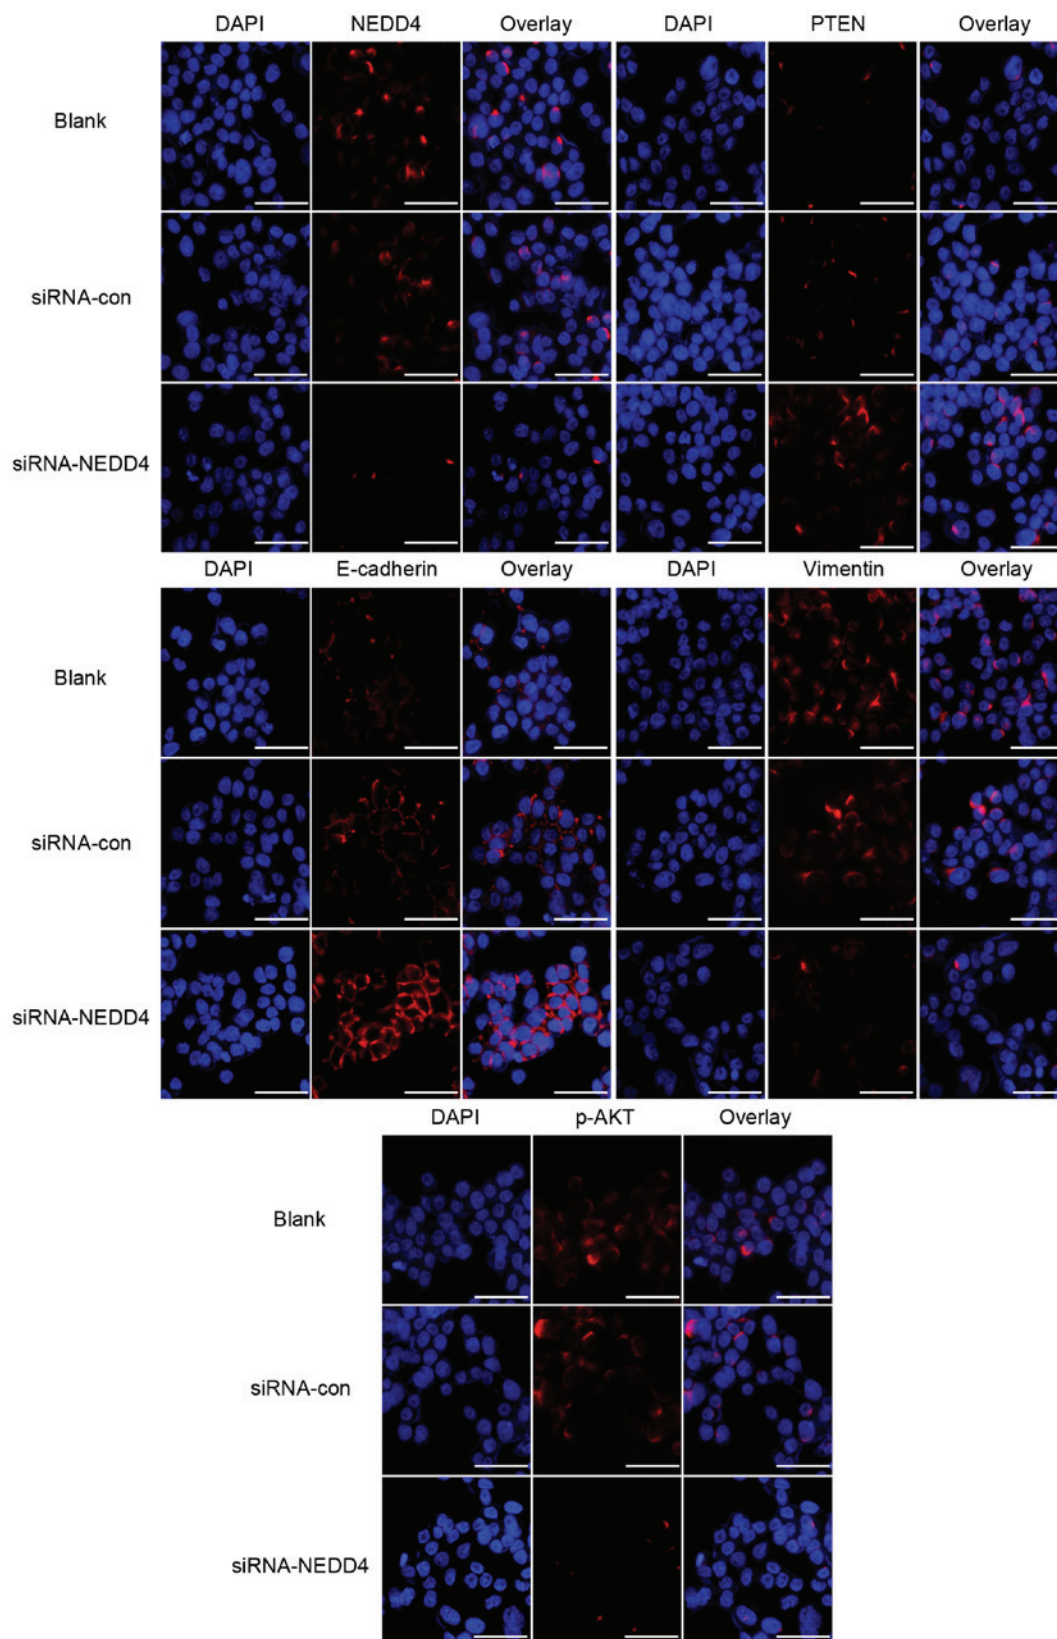 DAPI NEDD4 Overlay DAPI PTEN Overlay
Blank
siRNA-con
siRNA-NEDD4
DAPI E-cadherin Overlay DAPI Vimentin Overlay
Blank
siRNA-con
siRNA-NEDD4
DAPI p-AKT Overlay
Blank
siRNA-con
siRNA-NEDD4